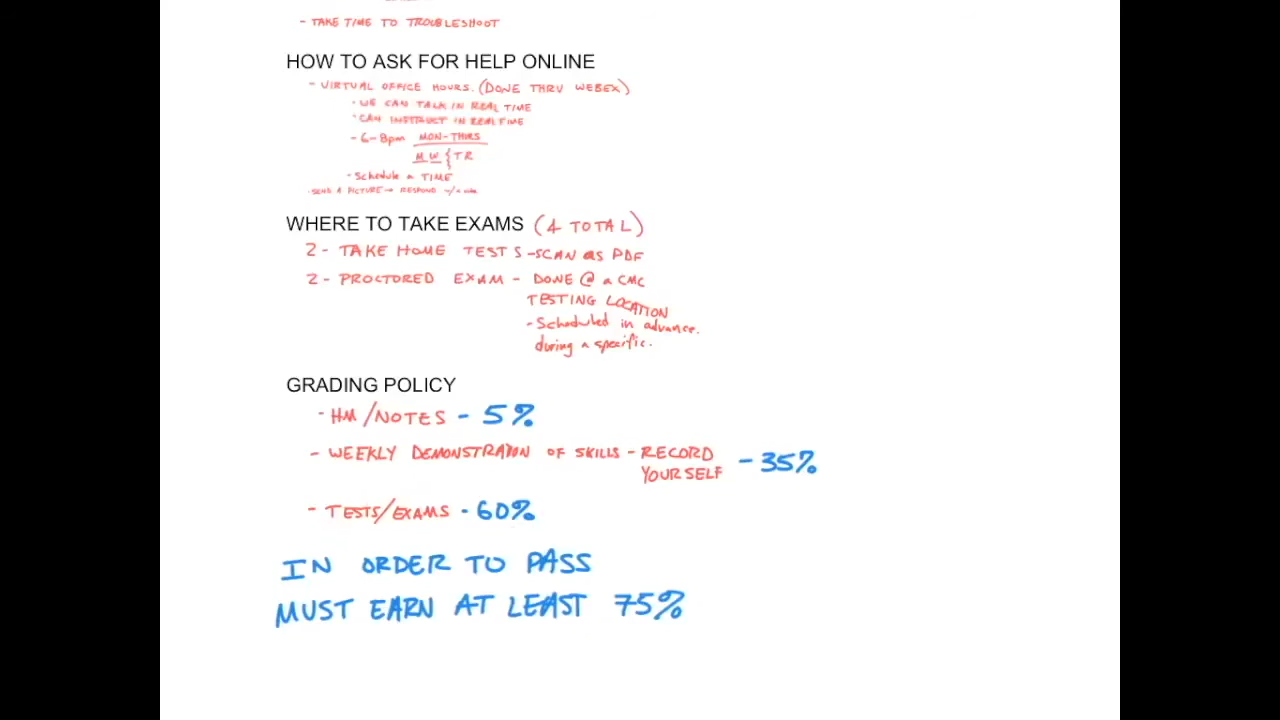 - TAKE TIME TO TROUBLESHOOT
HOW TO ASK FOR HELP ONLINE
- VIRTUAL OFFICE HOURS. (DONE THRU WEBEX)
· WE CAN TALK IN REAL TIME
· CAN INSTRUCT IN REAL TIME
- 6-8pm MON-THURS
M W { TR
· Schedule a TIME
· SEND A PICTURE → RESPOND w/a
WHERE TO TAKE EXAMS (4 TOTAL)
2 - TAKE HOME TESTS - SCAN as PDF
2 - PROCTORED EXAM - DONE @ a CMC
TESTING LOCATION
- Scheduled in advance.
during a specific.
GRADING POLICY
- HM/NOTES - 5%
- WEEKLY DEMONSTRATION OF SKILLS - RECORD
YOURSELF - 35%
- TESTS/EXAMS - 60%
IN ORDER TO PASS
MUST EARN AT LEAST 75%